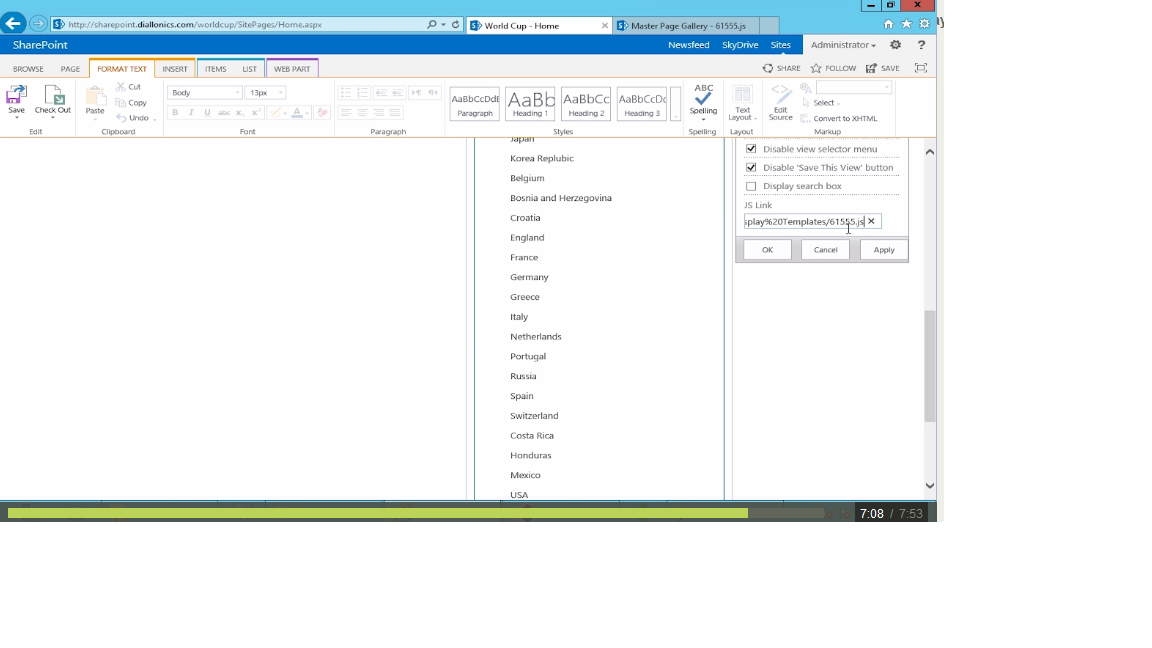 http://sharepoint.diallonics.com/worldcup/SitePages/Home.aspx
World Cup - Home
Master Page Gallery - 61555.js
SharePoint
Newsfeed SkyDrive Sites Administrator
BROWSE PAGE FORMAT TEXT INSERT ITEMS LIST WEB PART
SHARE FOLLOW SAVE
Save
Check Out
Edit
Paste
Cut
Copy
Undo
Clipboard
Body 13px
B I U abc x₂ x² A
Font
Paragraph
AaBbCcDdE Paragraph
AaBb Heading 1
AaBbCc Heading 2
AaBbCcDc Heading 3
Styles
ABC
Spelling
Spelling
Text Layout
Layout
Edit Source
Select
Convert to XHTML
Markup
Japan
Korea Replubic
Belgium
Bosnia and Herzegovina
Croatia
England
France
Germany
Greece
Italy
Netherlands
Portugal
Russia
Spain
Switzerland
Costa Rica
Honduras
Mexico
USA
Disable view selector menu
Disable 'Save This View' button
Display search box
JS Link
splay%20Templates/61555.js
OK Cancel Apply
7:08 / 7:53